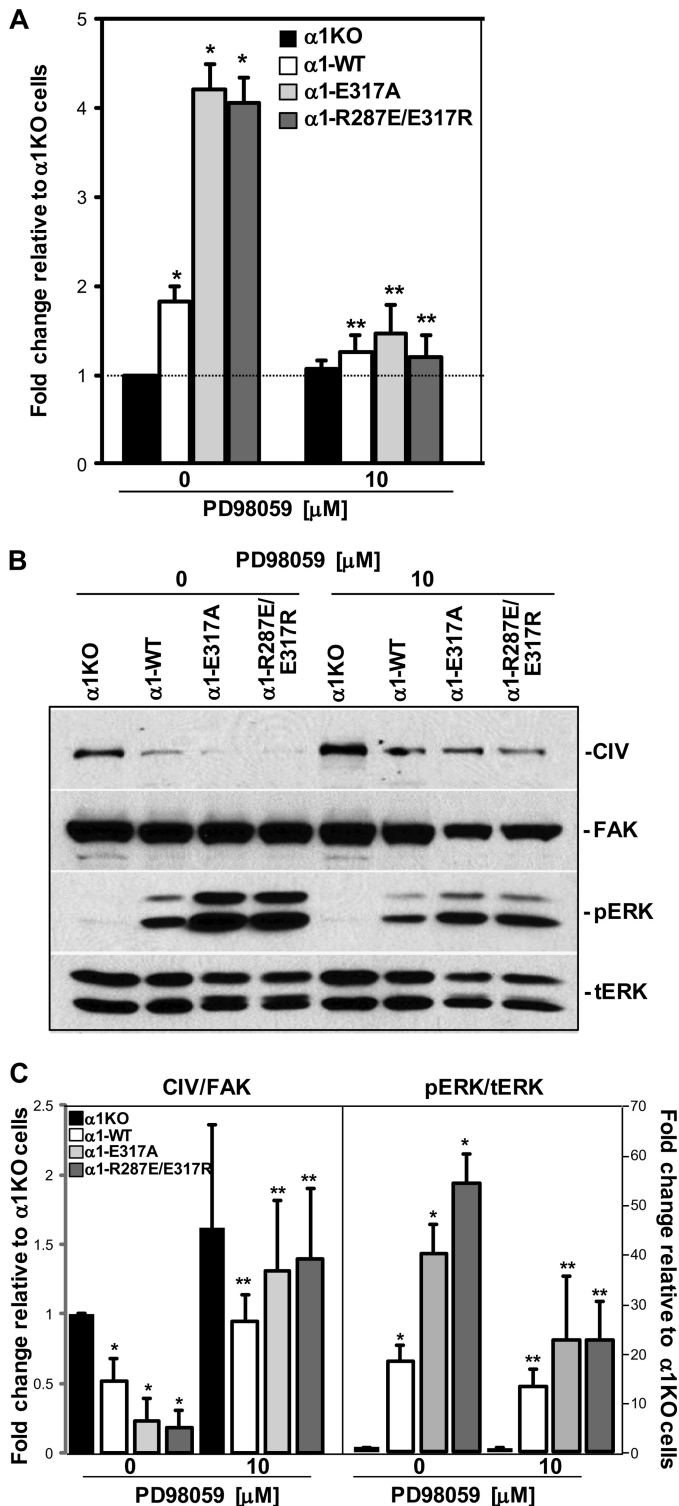 A
Fold change relative to α1KO cells
5
4
3
2
1
0
α1KO
α1-WT
α1-E317A
α1-R287E/E317R
*
*
*
**
**
**
0
10
PD98059 [μM]
B
PD98059 [μM]
0
10
α1KO
α1-WT
α1-E317A
α1-R287E/
E317R
α1KO
α1-WT
α1-E317A
α1-R287E/
E317R
-CIV
-FAK
-pERK
-tERK
C
CIV/FAK
pERK/tERK
Fold change relative to α1KO cells
2.5
2
1.5
1
0.5
0
α1KO
α1-WT
α1-E317A
α1-R287E/E317R
*
*
*
**
**
**
*
*
*
**
**
**
70
60
50
40
30
20
10
0
Fold change relative to α1KO cells
0
10
0
10
PD98059 [μM]
PD98059 [μM]